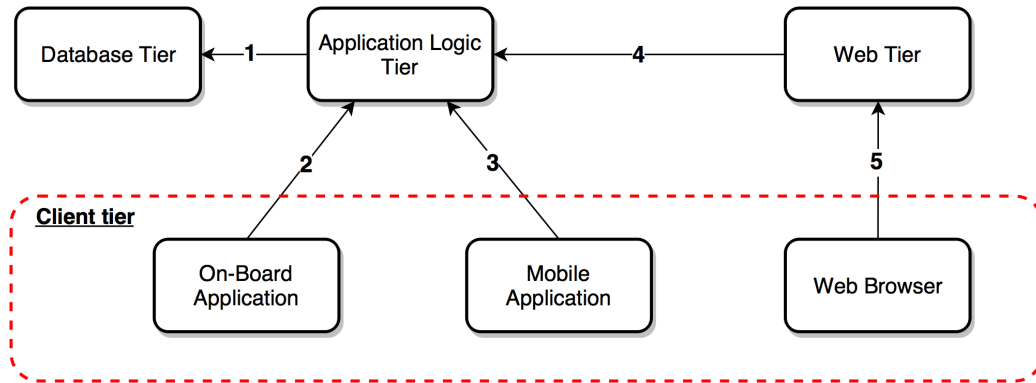 Database Tier
1
Application Logic
Tier
4
Web Tier
2
3
5
Client tier
On-Board
Application
Mobile
Application
Web Browser